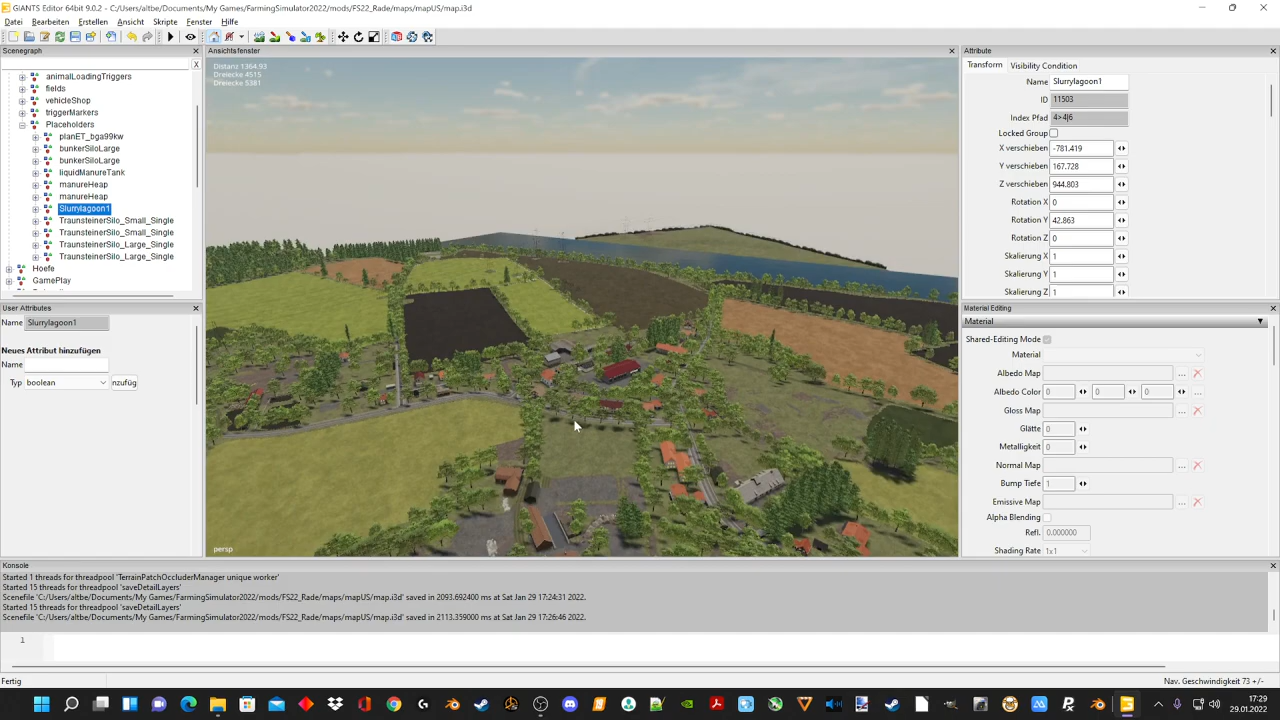 GIANTS Editor 64bit 9.0.2 - C:/Users/altbe/Documents/My Games/FarmingSimulator2022/mods/FS22_Rade/maps/mapUS/map.i3d
Datei Bearbeiten Erstellen Ansicht Skripte Fenster Hilfe
Scenegraph
X
animalLoadingTriggers
fields
vehicleShop
triggerMarkers
Placeholders
planET_bga99kw
bunkerSiloLarge
bunkerSiloLarge
liquidManureTank
manureHeap
manureHeap
Slurrylagoon1
TraunsteinerSilo_Small_Single
TraunsteinerSilo_Small_Single
TraunsteinerSilo_Large_Single
TraunsteinerSilo_Large_Single
Hoefe
GamePlay
User Attributes
Name Slurrylagoon1
Neues Attribut hinzufügen
Name
Typ boolean nzufüg
Ansichtsfenster
Distanz 1364.93
Dreiecke 4515
Dreiecke 5381
persp
Attribute
Transform Visibility Condition
Name Slurrylagoon1
ID 11503
Index Pfad 4>4|6
Locked Group
X verschieben -781.419
Y verschieben 167.728
Z verschieben 944.803
Rotation X 0
Rotation Y 42.863
Rotation Z 0
Skalierung X 1
Skalierung Y 1
Skalierung Z 1
Material Editing
Material
Shared-Editing Mode
Material
Albedo Map ...
Albedo Color 0 0 0 ...
Gloss Map ...
Glätte 0
Metalligkeit 0
Normal Map ...
Bump Tiefe 1
Emissive Map ...
Alpha Blending
Refl. 0.000000
Shading Rate 1x1
Konsole
Started 1 threads for threadpool 'TerrainPatchOccluderManager unique worker'
Started 15 threads for threadpool 'saveDetailLayers'
Scenefile 'C:/Users/altbe/Documents/My Games/FarmingSimulator2022/mods/FS22_Rade/maps/mapUS/map.i3d' saved in 2093.692400 ms at Sat Jan 29 17:24:31 2022.
Started 15 threads for threadpool 'saveDetailLayers'
Scenefile 'C:/Users/altbe/Documents/My Games/FarmingSimulator2022/mods/FS22_Rade/maps/mapUS/map.i3d' saved in 2113.359000 ms at Sat Jan 29 17:26:46 2022.
1
Fertig
Nav. Geschwindigkeit 73 +/-
17:29
29.01.2022